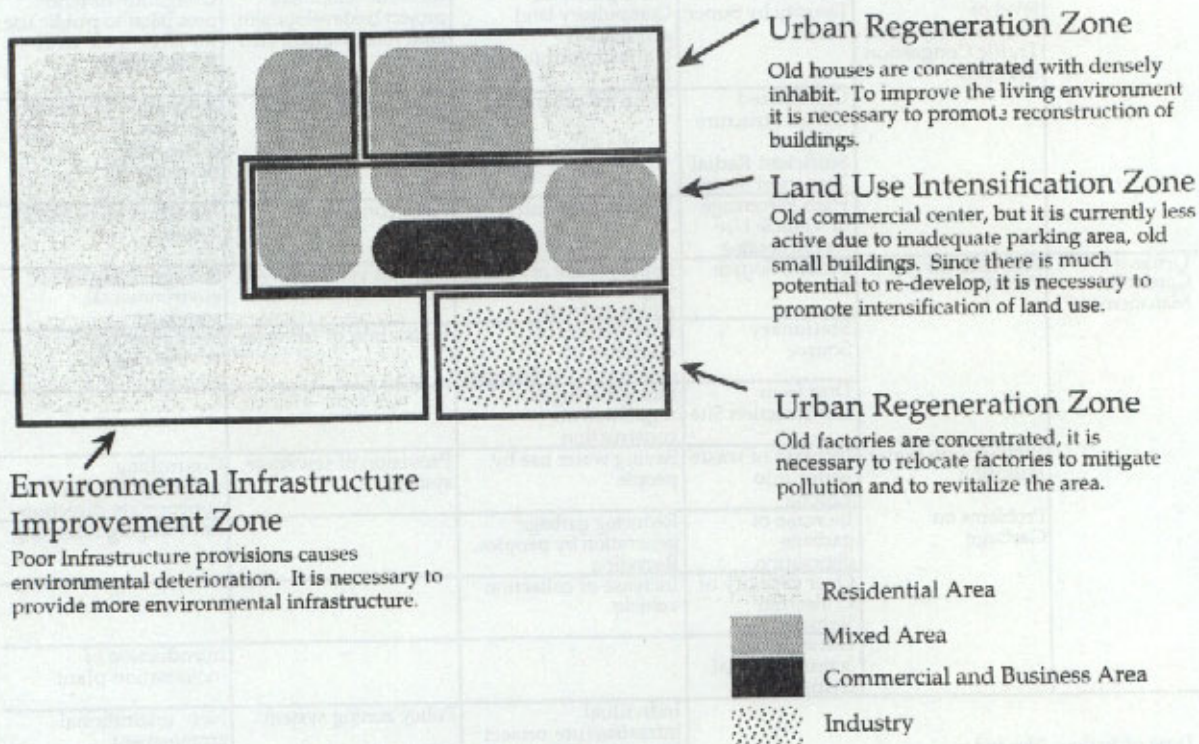 Urban Regeneration Zone
Old houses are concentrated with densely
inhabit. To improve the living environment
it is necessary to promote reconstruction of
buildings.
Land Use Intensification Zone
Old commercial center, but it is currently less
active due to inadequate parking area, old
small buildings. Since there is much
potential to re-develop, it is necessary to
promote intensification of land use.
Urban Regeneration Zone
Old factories are concentrated, it is
necessary to relocate factories to mitigate
pollution and to revitalize the area.
Environmental Infrastructure
Improvement Zone
Poor Infrastructure provisions causes
environmental deterioration. It is necessary to
provide more environmental infrastructure.
Residential Area
Mixed Area
Commercial and Business Area
Industry